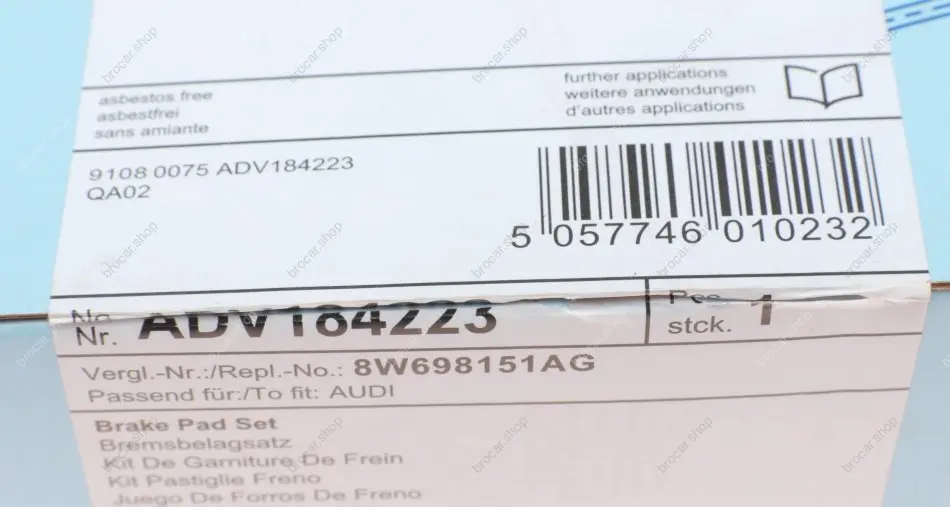 asbestos free
asbestfrei
sans amiante
further applications
weitere anwendungen
d'autres applications
9108 0075 ADV184223
QA02
5 057746 010232
No.
Nr. ADV184223
Pcs.
stck. 1
Vergl.-Nr.:/Repl.-No.: 8W698151AG
Passend für:/To fit: AUDI
Brake Pad Set
Bremsbelagsatz
Kit De Garniture De Frein
Kit Pastiglie Freno
Juego De Forros De Freno
brocar.shop